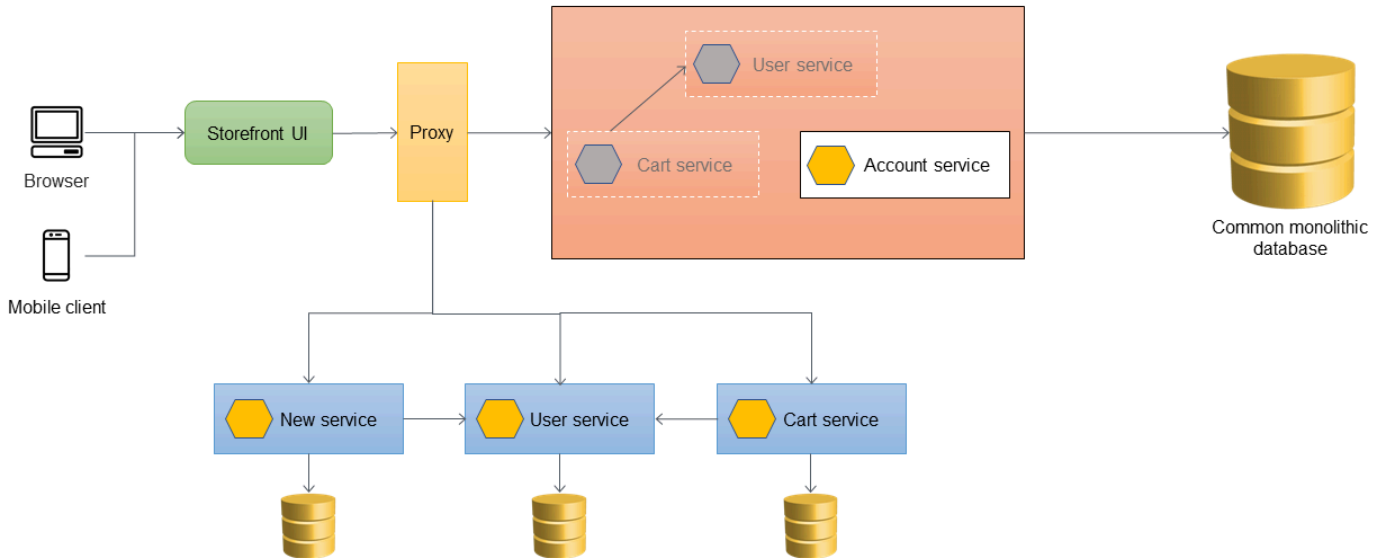 User service
Storefront UI
Proxy
Browser
Cart service
Account service
Common monolithic
database
Mobile client
New service
User service
Cart service